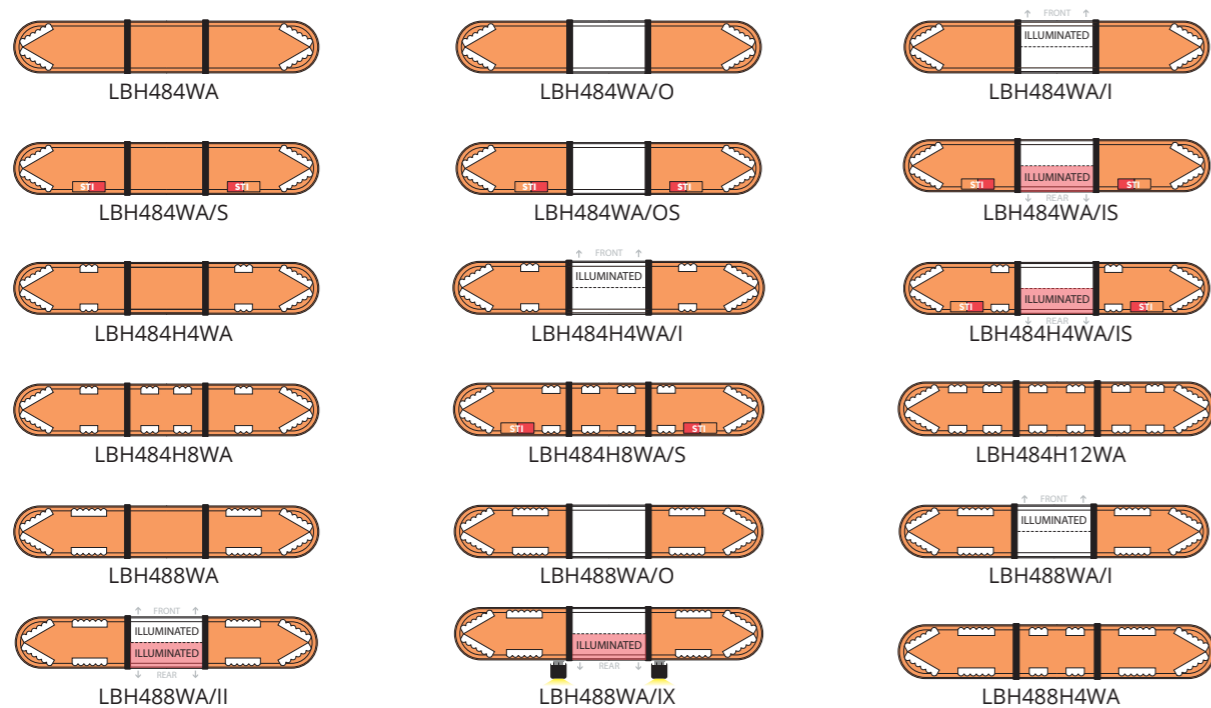 ↑ FRONT ↑
ILLUMINATED
LBH484WA
LBH484WA/O
LBH484WA/I
STI
STI
STI
STI
STI
ILLUMINATED
STI
↓ REAR ↓
LBH484WA/S
LBH484WA/OS
LBH484WA/IS
↑ FRONT ↑
ILLUMINATED
STI
ILLUMINATED
STI
↓ REAR ↓
LBH484H4WA
LBH484H4WA/I
LBH484H4WA/IS
STI
STI
LBH484H8WA
LBH484H8WA/S
LBH484H12WA
↑ FRONT ↑
ILLUMINATED
LBH488WA
LBH488WA/O
LBH488WA/I
↑ FRONT ↑
ILLUMINATED
ILLUMINATED
↓ REAR ↓
ILLUMINATED
↓ REAR ↓
LBH488WA/II
LBH488WA/IX
LBH488H4WA